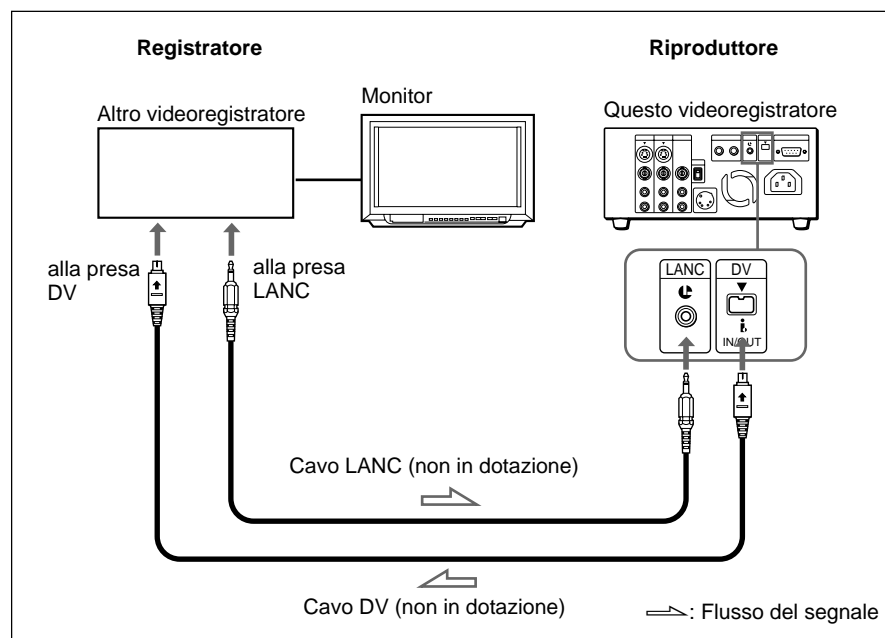 Registratore
Riproduttore
Altro videoregistratore
Monitor
Questo videoregistratore
alla presa
DV
alla presa
LANC
LANC
DV
IN/OUT
Cavo LANC (non in dotazione)
Cavo DV (non in dotazione)
: Flusso del segnale